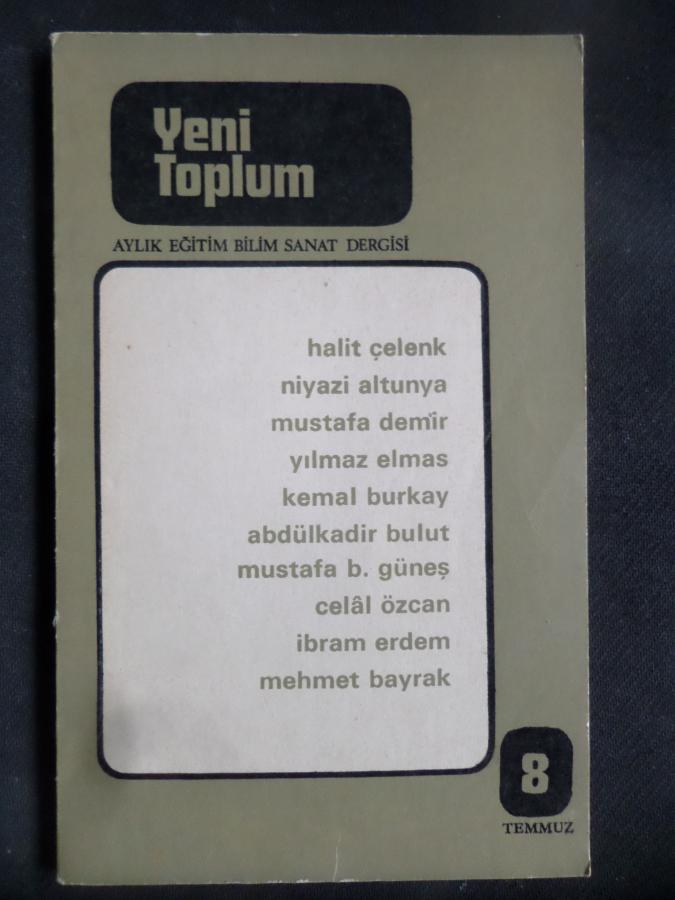 Yeni
Toplum
AYLIK EĞİTİM BİLİM SANAT DERGİSİ
halit çelenk
niyazi altunya
mustafa demir
yılmaz elmas
kemal burkay
abdülkadir bulut
mustafa b. güneş
celâl özcan
ibram erdem
mehmet bayrak
8
TEMMUZ